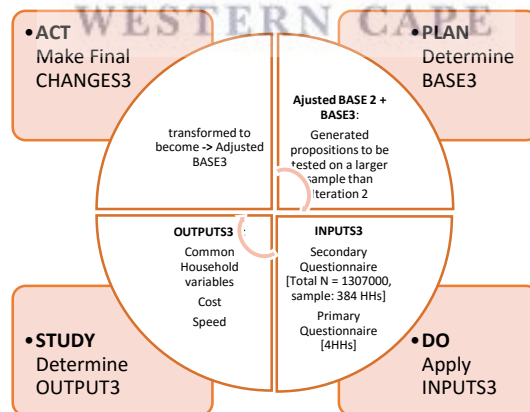 WESTERN CAPE
•ACT
Make Final
CHANGES3
•PLAN
Determine
BASE3
transformed to
become -> Adjusted
BASE3
Ajusted BASE 2 +
BASE3:
Generated
propositions to be
tested on a larger
sample than
Iteration 2
OUTPUTS3 :
Common
Household
variables
Cost
Speed
INPUTS3
Secondary
Questionnaire
[Total N = 1307000,
sample: 384 HHs]
Primary
Questionnaire
[4HHs]
•STUDY
Determine
OUTPUT3
•DO
Apply
INPUTS3